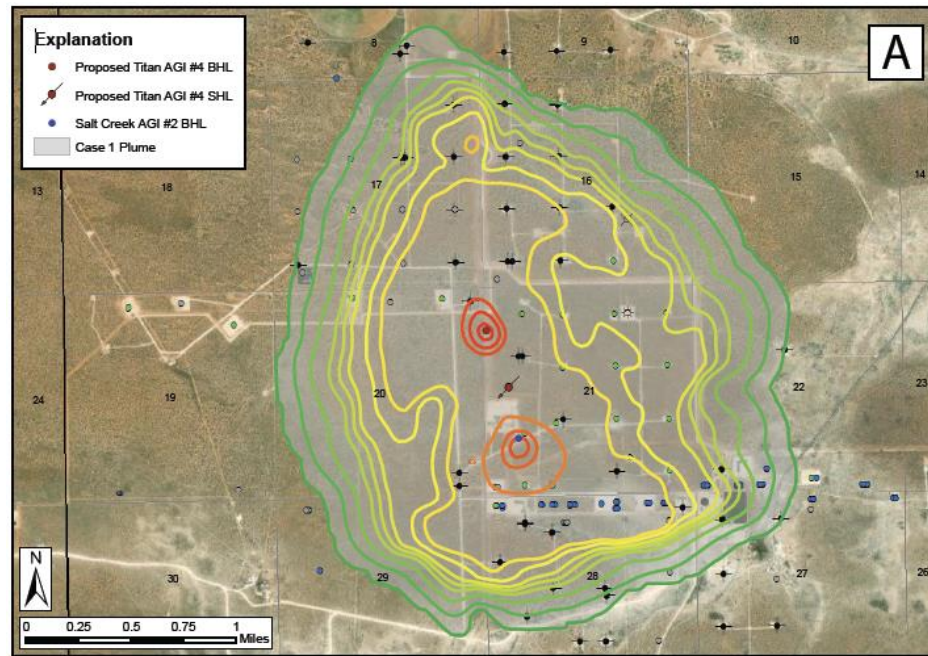 Explanation
Proposed Titan AGI #4 BHL
Proposed Titan AGI #4 SHL
Salt Creek AGI #2 BHL
Case 1 Plume
A
8
9
10
13
18
17
16
15
14
24
19
20
21
22
23
30
29
28
27
26
N
0 0.25 0.5 0.75 1
Miles